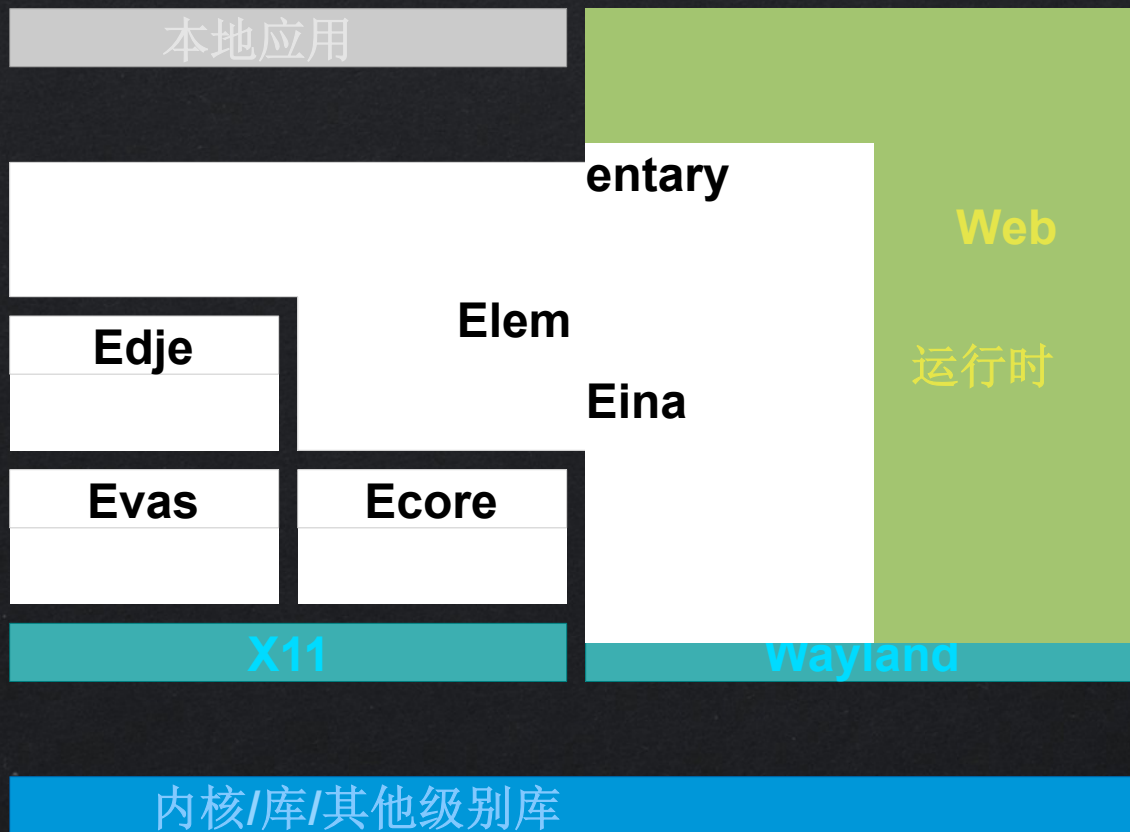 本地应用
entary
Web
Elem
Edje
运行时
Eina
Evas
Ecore
X11
Wayland
内核/库/其他级别库